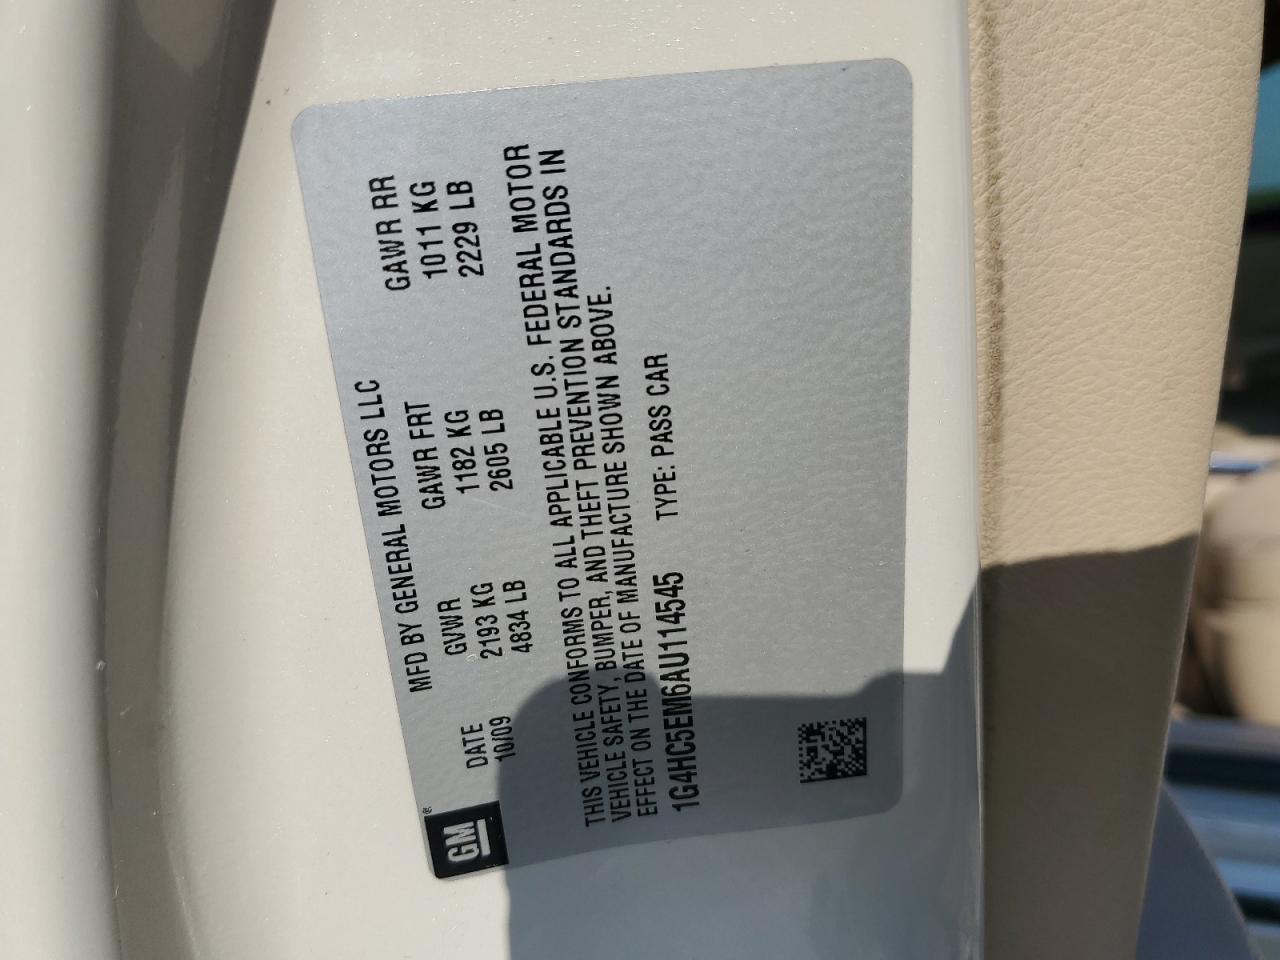 GM®
MFD BY GENERAL MOTORS LLC
DATE GVWR GAWR FRT GAWR RR
10/09 2193 KG 1182 KG 1011 KG
4834 LB 2605 LB 2229 LB
THIS VEHICLE CONFORMS TO ALL APPLICABLE U.S. FEDERAL MOTOR
VEHICLE SAFETY, BUMPER, AND THEFT PREVENTION STANDARDS IN
EFFECT ON THE DATE OF MANUFACTURE SHOWN ABOVE.
1G4HC5EM6AU114545 TYPE: PASS CAR